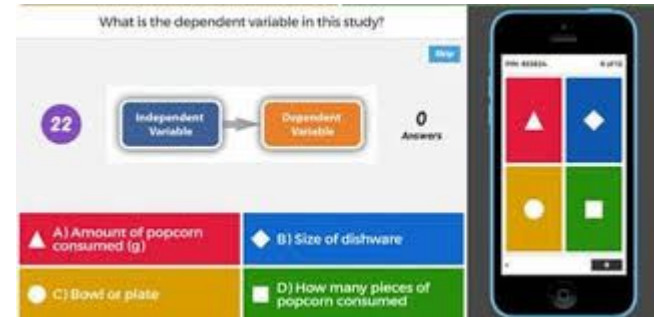 What is the dependent variable in this study?
Skip
22
Independent
Variable
Dependent
Variable
0
Answers
A) Amount of popcorn
consumed (g)
B) Size of dishware
C) Bowl or plate
D) How many pieces of
popcorn consumed